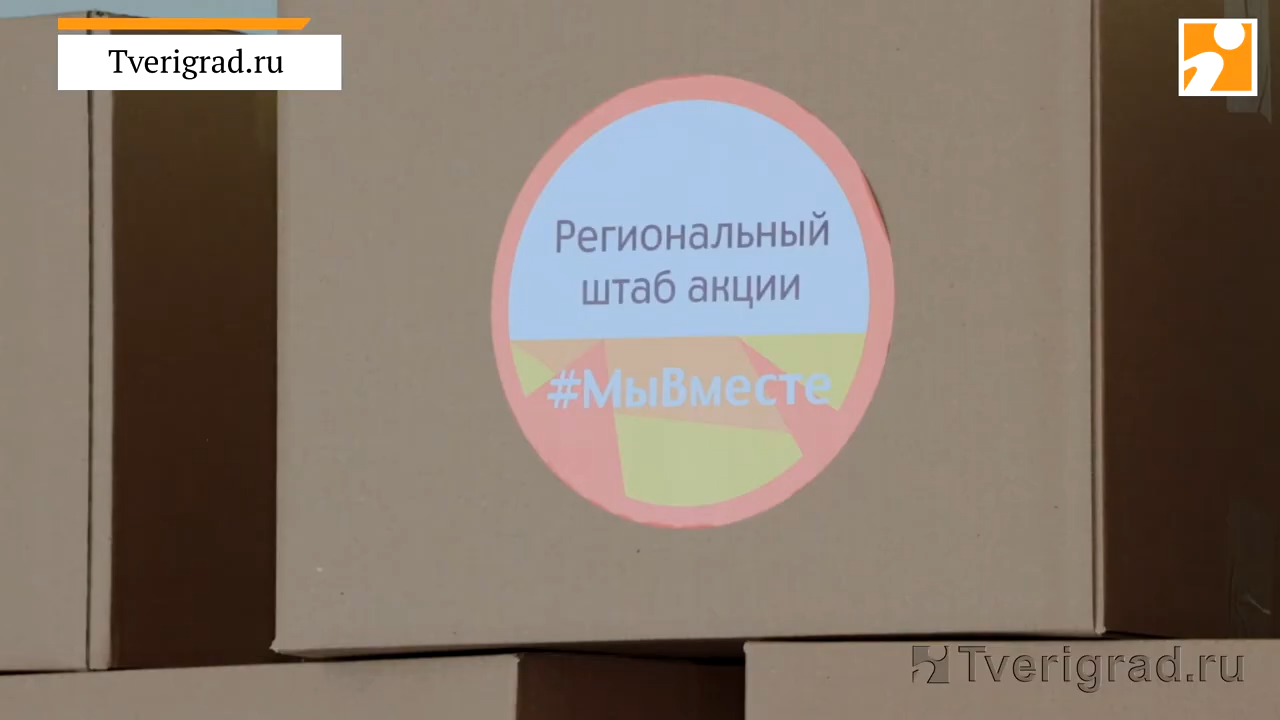 Tverigrad.ru
Региональный
штаб акции
#МыВместе
Tverigrad.ru